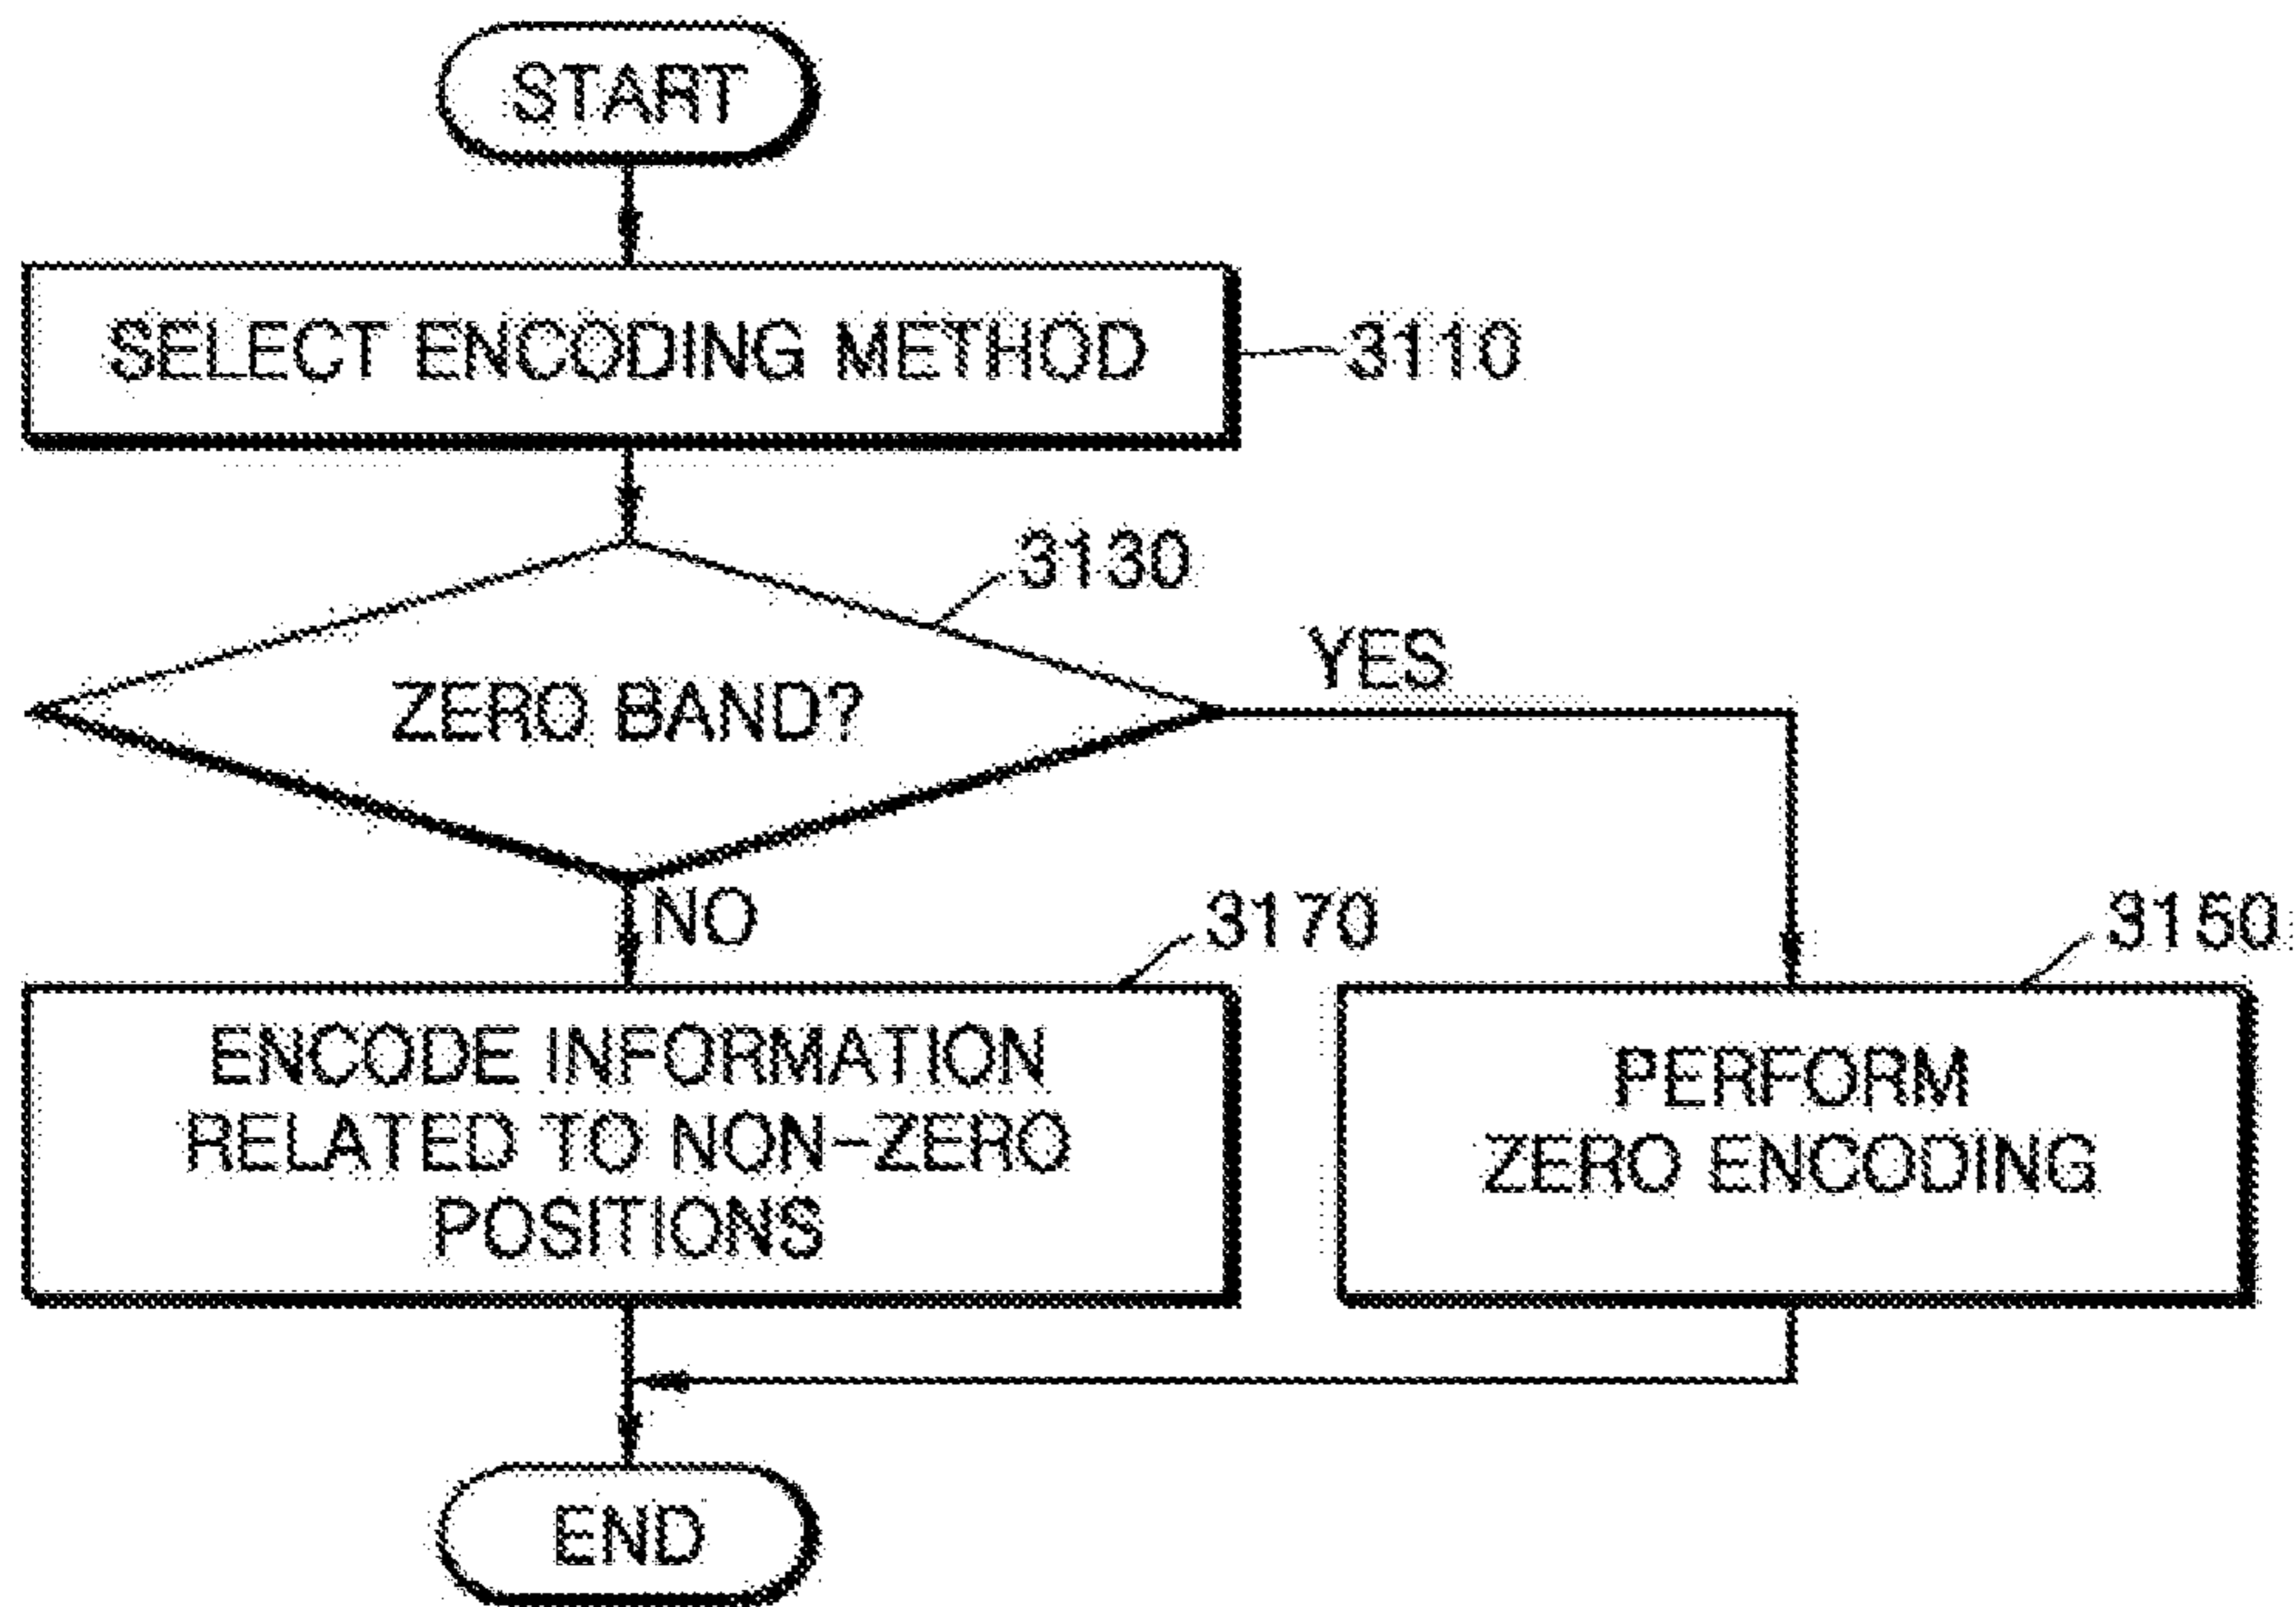 START
SELECT ENCODING METHOD
3110
3130
ZERO BAND?
YES
NO
3170
3150
ENCODE INFORMATION
RELATED TO NON-ZERO
POSITIONS
PERFORM
ZERO ENCODING
END